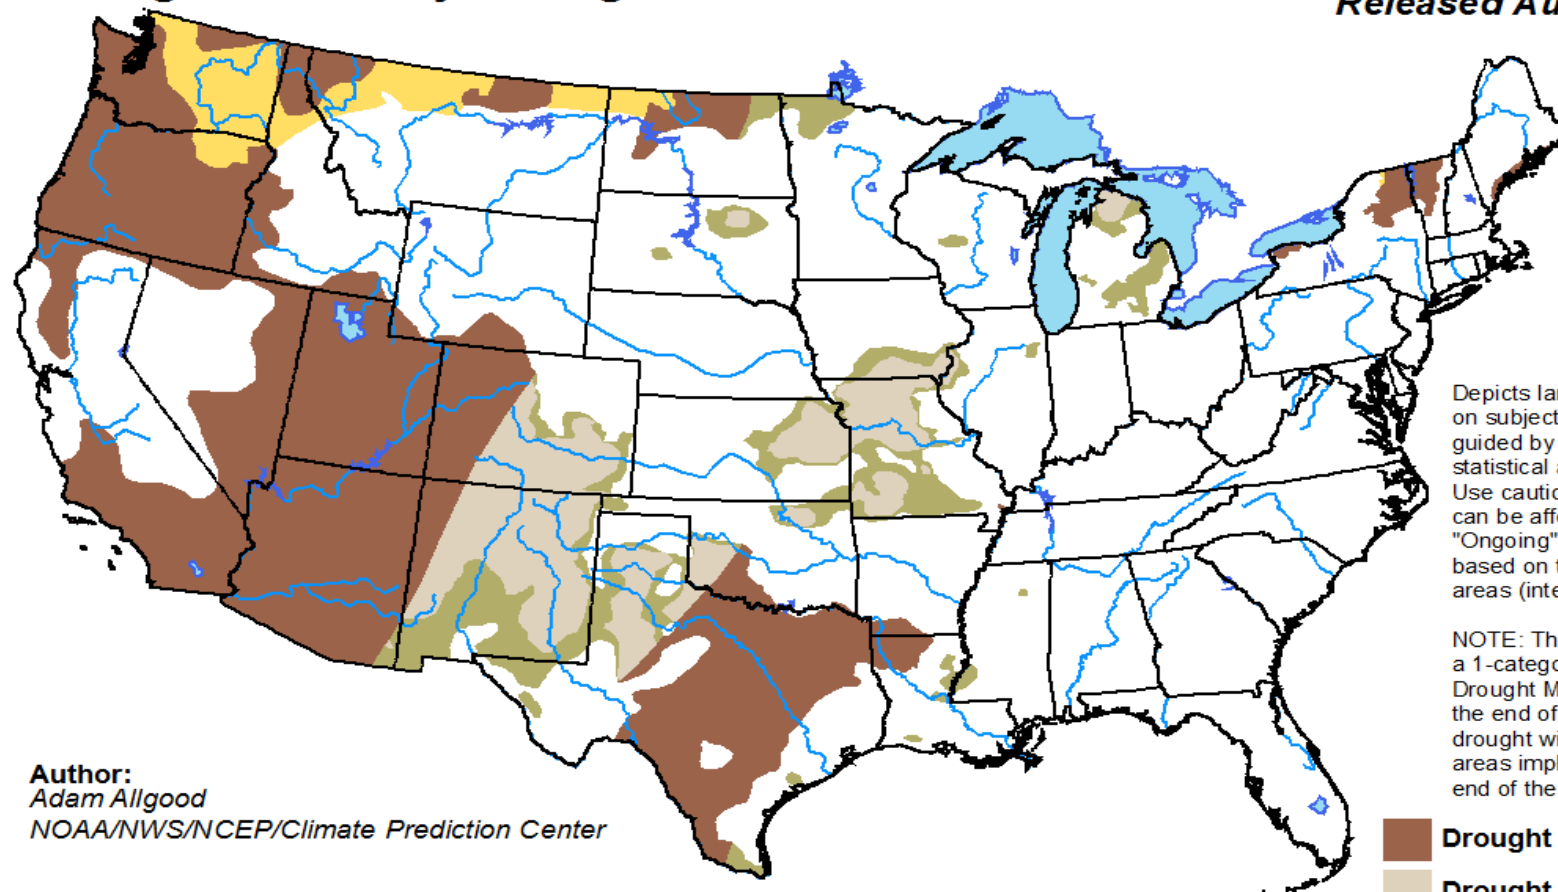 Released Au
Depicts lar
on subject
guided by
statistical a
Use cautio
can be affe
"Ongoing"
based on t
areas (inte
NOTE: Th
a 1-catego
Drought M
the end of
drought wi
areas impl
end of the
Author:
Adam Allgood
NOAA/NWS/NCEP/Climate Prediction Center
Drought
Drought